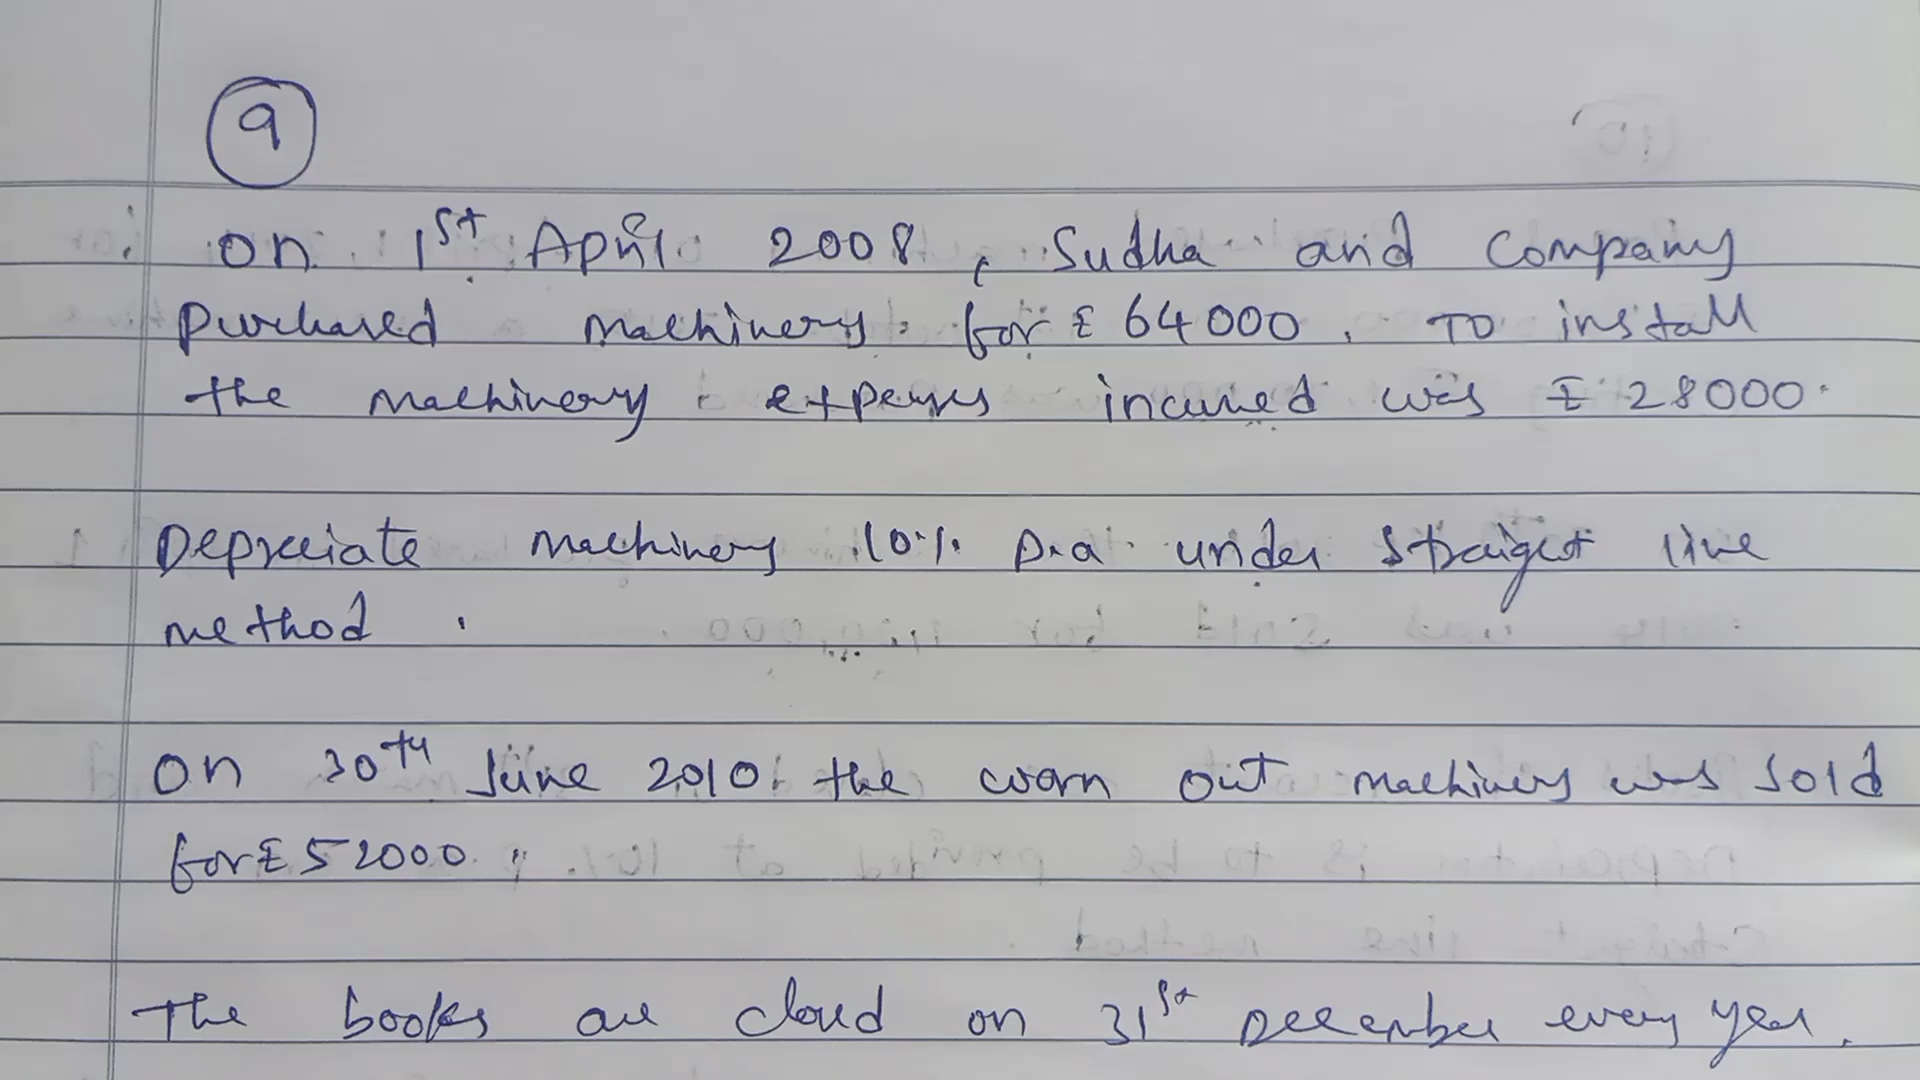 9
On 1st April 2008, Sudha and Company
purchased machinery for ₹ 64000. To install
the machinery expenses incurred was ₹ 28000.
Depreciate machinery 10% p.a. under straight line
method.
On 30th June 2010 the worn out machinery was sold
for ₹ 52000.
The books are closed on 31st December every year.